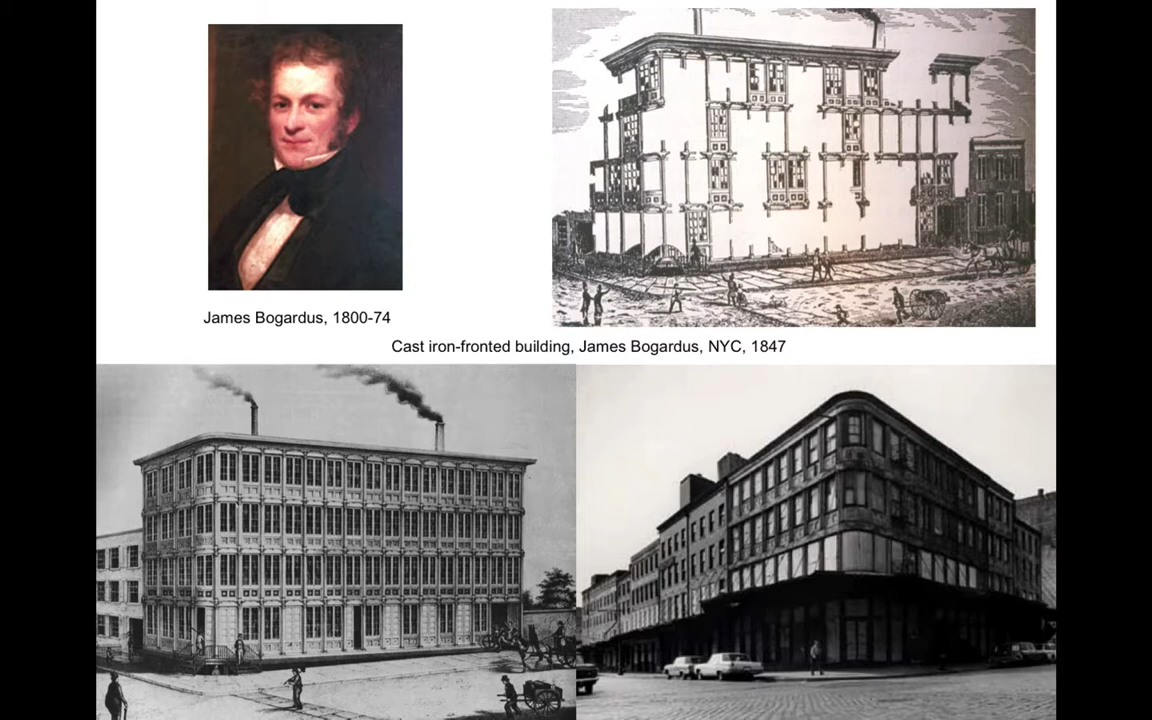 James Bogardus, 1800-74
Cast iron-fronted building, James Bogardus, NYC, 1847